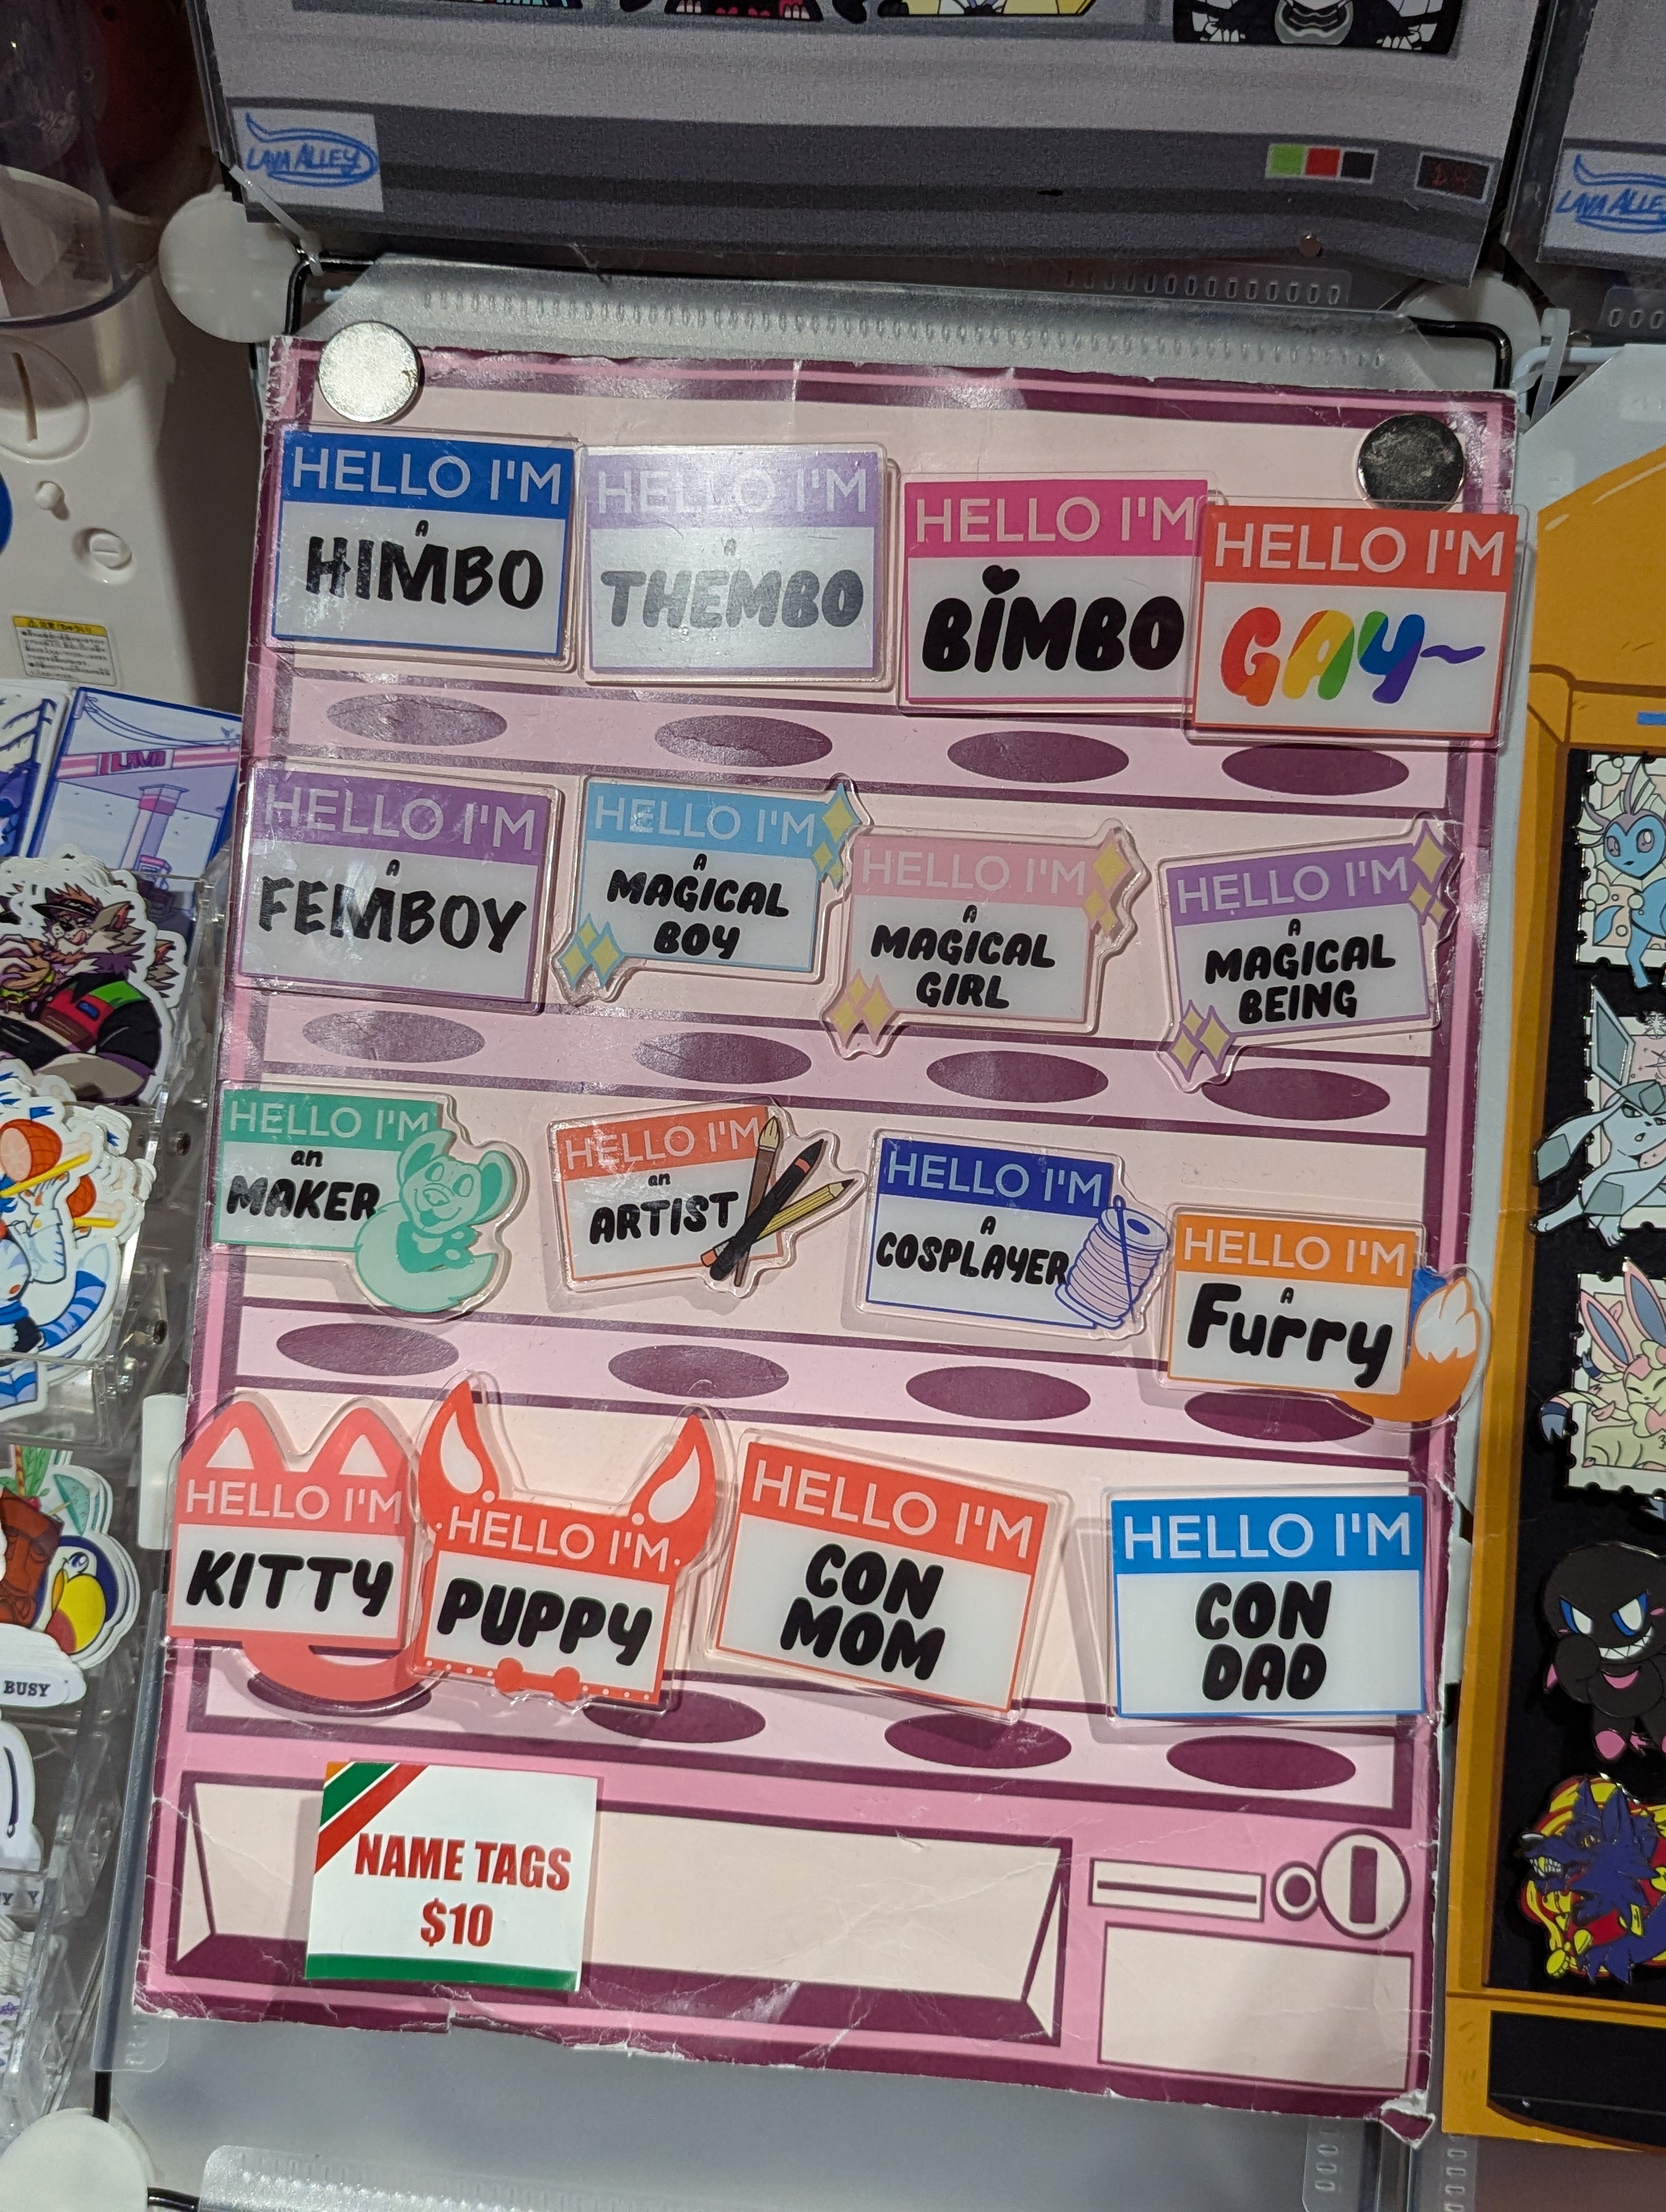 LAVA ALLEY
LAVA ALLEY
HELLO I'M
A
HIMBO
HELLO I'M
A
THEMBO
HELLO I'M
BIMBO
HELLO I'M
GAY~
HELLO I'M
A
FEMBOY
HELLO I'M
A
MAGICAL
BOY
HELLO I'M
A
MAGICAL
GIRL
HELLO I'M
A
MAGICAL
BEING
HELLO I'M
an
MAKER
HELLO I'M
an
ARTIST
HELLO I'M
A
COSPLAYER
HELLO I'M
A
Furry
HELLO I'M
KITTY
HELLO I'M
PUPPY
HELLO I'M
CON
MOM
HELLO I'M
CON
DAD
NAME TAGS
$10
LAVA
BUSY